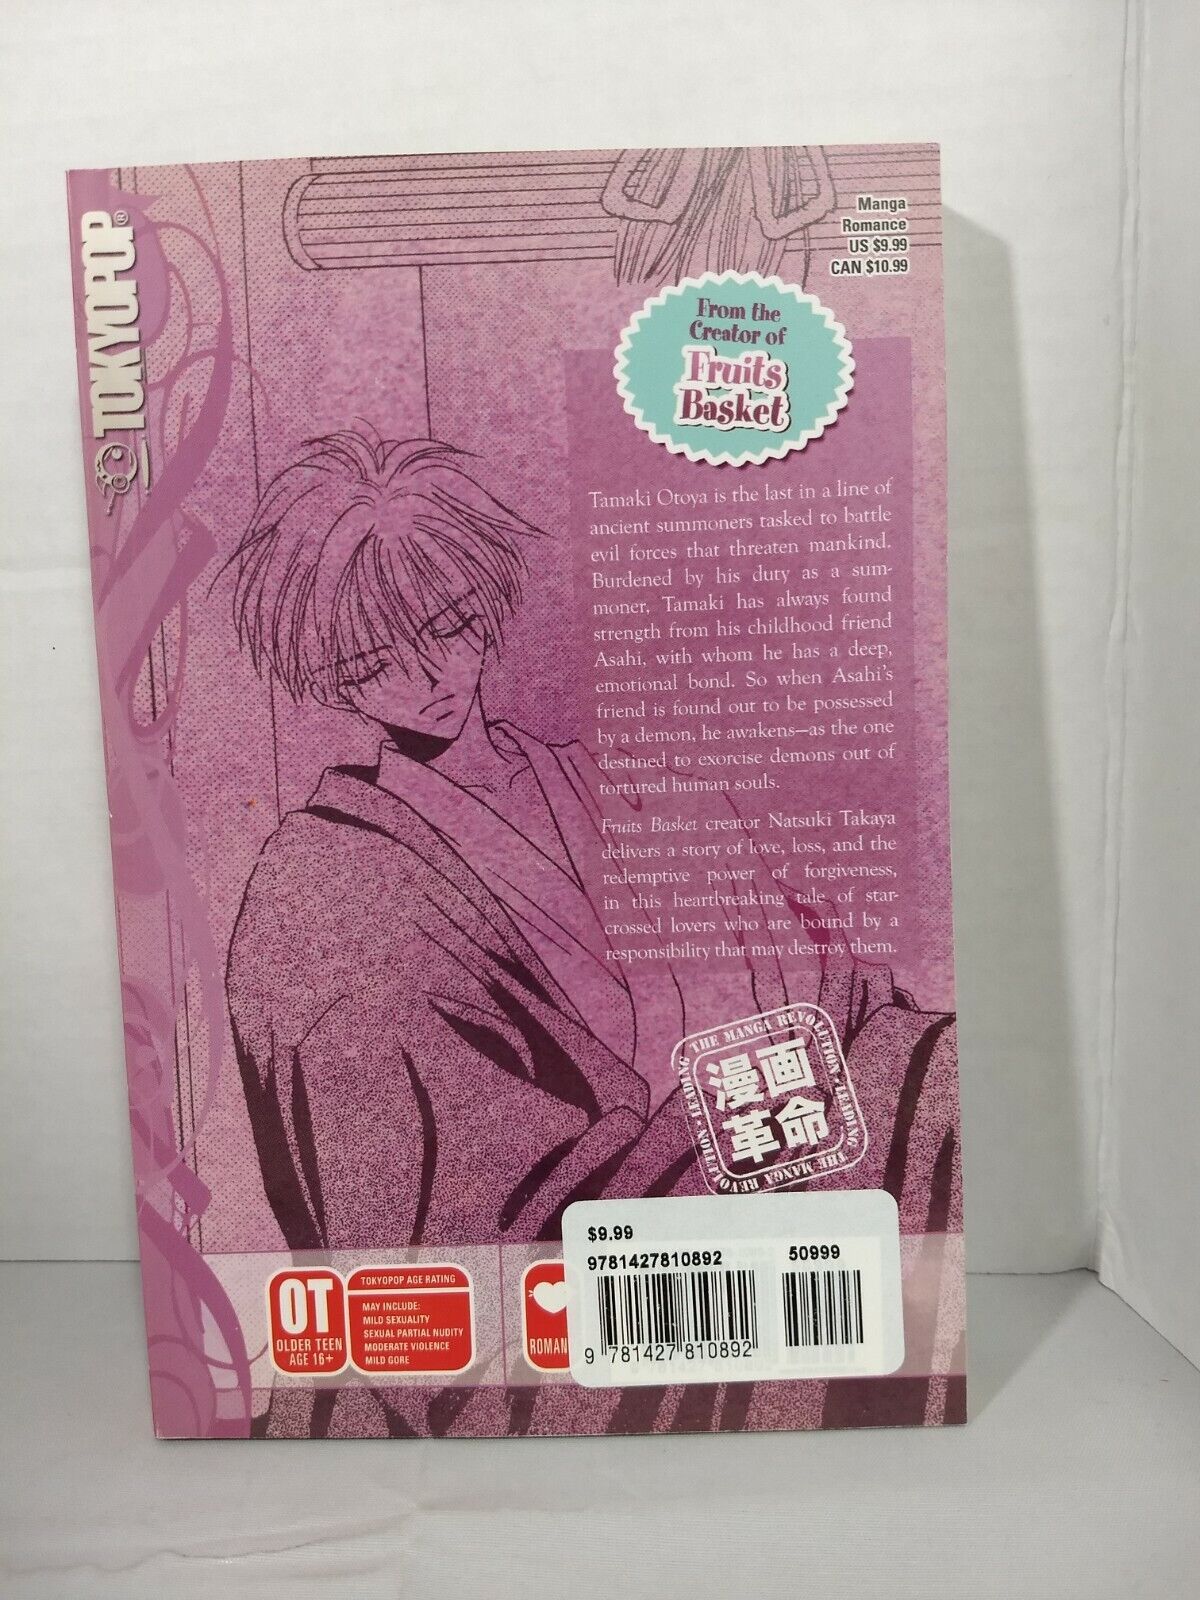 TOKYOPOP®
Manga
Romance
US $9.99
CAN $10.99
From the
Creator of
Fruits
Basket
Tamaki Otoya is the last in a line of
ancient summoners tasked to battle
evil forces that threaten mankind.
Burdened by his duty as a sum-
moner, Tamaki has always found
strength from his childhood friend
Asahi, with whom he has a deep,
emotional bond. So when Asahi's
friend is found out to be possessed
by a demon, he awakens—as the one
destined to exorcise demons out of
tortured human souls.
Fruits Basket creator Natsuki Takaya
delivers a story of love, loss, and the
redemptive power of forgiveness,
in this heartbreaking tale of star-
crossed lovers who are bound by a
responsibility that may destroy them.
LEADING THE MANGA REVOLUTION • LEADING THE MANGA REVOLUTION •
漫画
革命
OT
OLDER TEEN
AGE 16+
TOKYOPOP AGE RATING
MAY INCLUDE:
MILD SEXUALITY
SEXUAL PARTIAL NUDITY
MODERATE VIOLENCE
MILD GORE
ROMAN
$9.99
9781427810892 50999
9 781427 810892